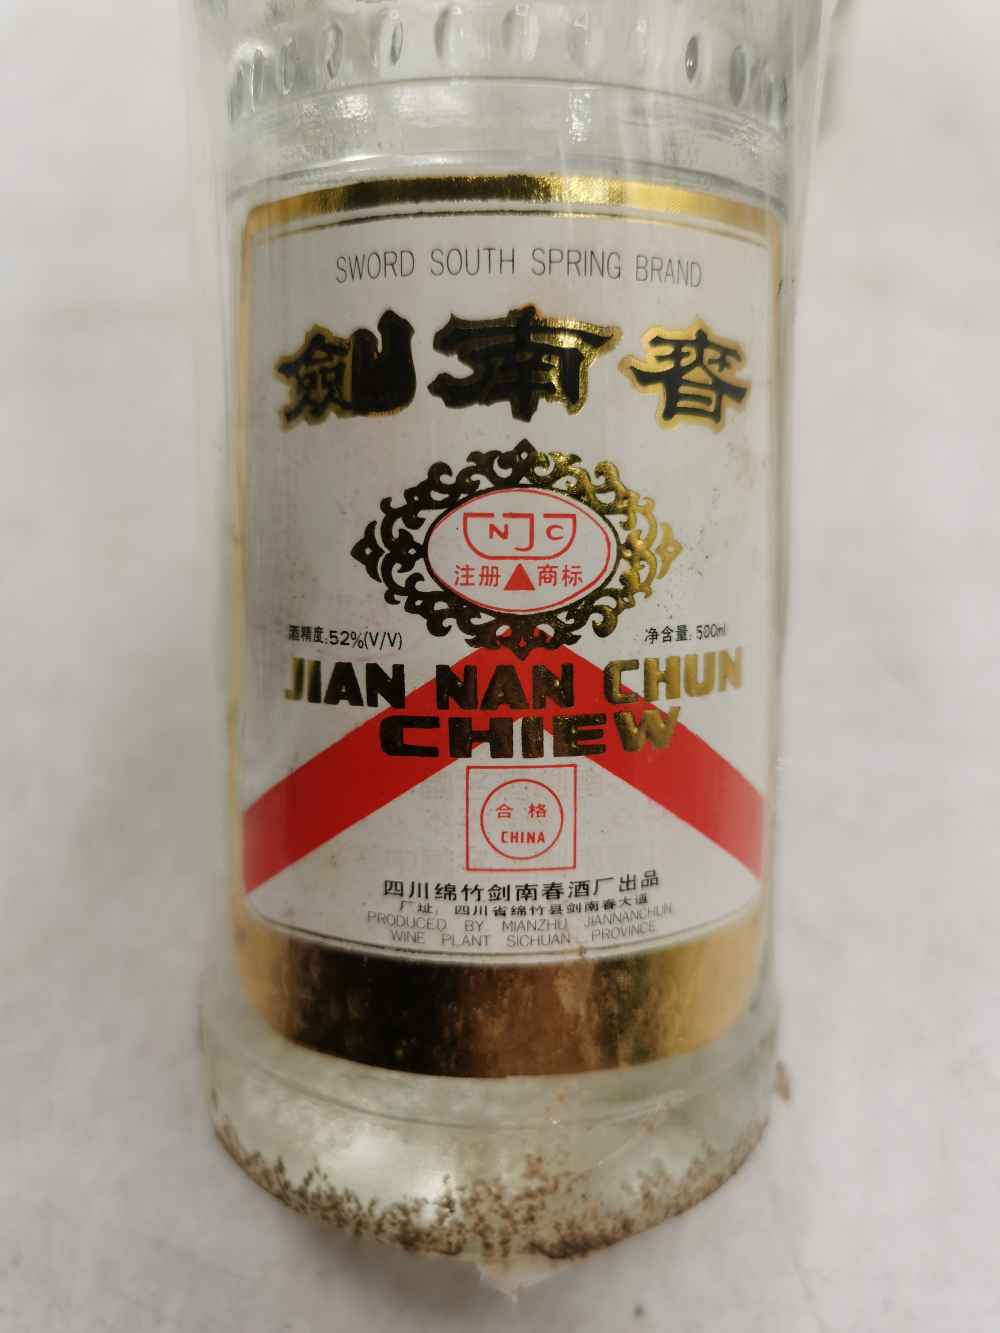 SWORD SOUTH SPRING BRAND
劍南春
NJC
注册商标
酒精度:52%(V/V)
净含量:500ml
JIAN NAN CHUN
CHIEW
合格
CHINA
四川绵竹剑南春酒厂出品
厂址:四川省绵竹县剑南春大道
PRODUCED BY MIANZHU JIANNANCHUN
WINE PLANT SICHUAN PROVINCE